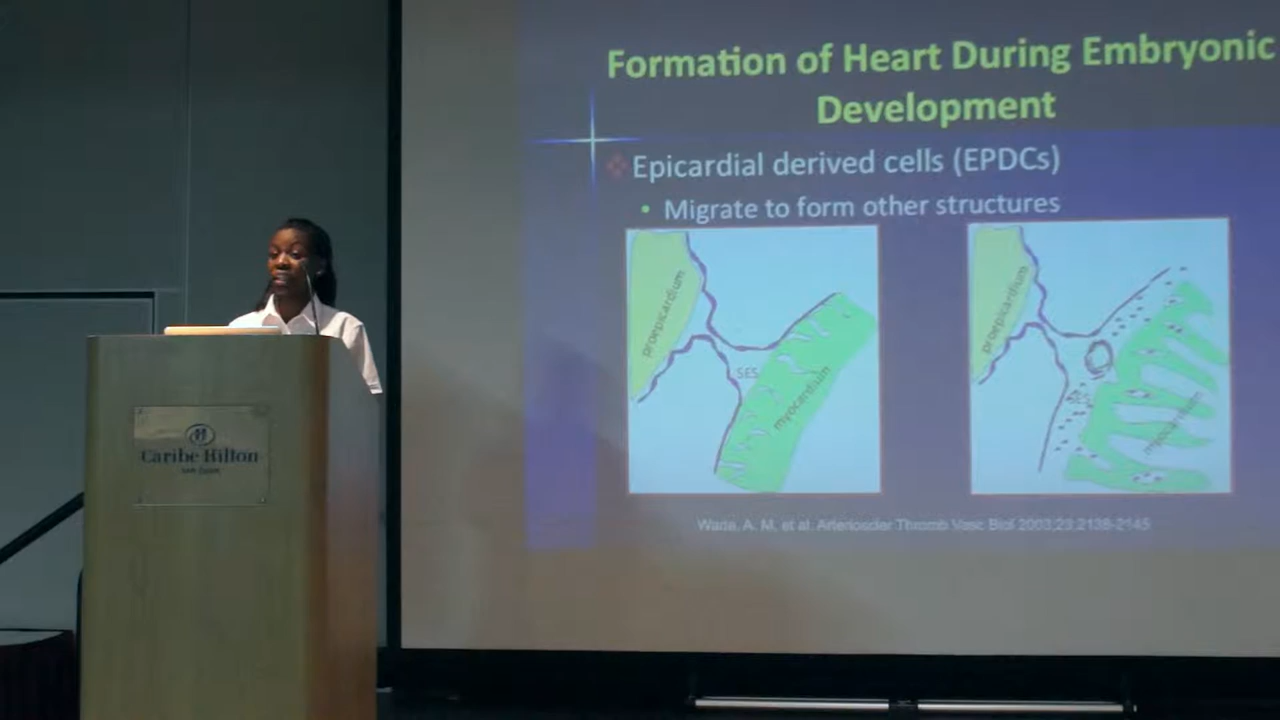 Formation of Heart During Embryonic
Development
Epicardial derived cells (EPDCs)
• Migrate to form other structures
proepicardium
SES
myocardium
proepicardium
SES
myocardium
Wada, A. M. et al. Arterioscler Thromb Vasc Biol 2003;23:2138-2145
Caribe Hilton